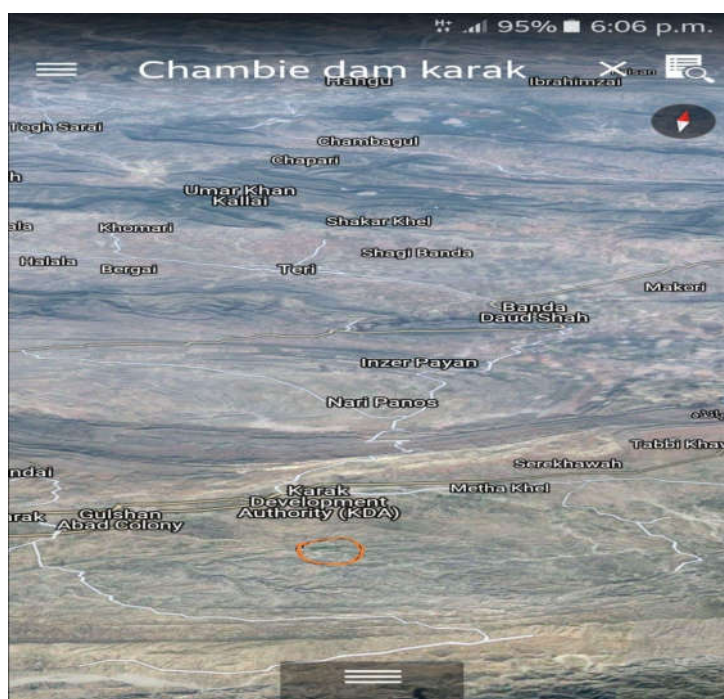 H+ 95% 6:06 p.m.
Chambie dam karak
Hangu
Ibrahimzai
Togh Sarai
Chambagul
Chapari
Umar Khan
Kallai
Shakar Khel
Khomari
Shagi Banda
Halala
Bergai
Teri
Makori
Banda
Daud Shah
Inzer Payan
Nari Panos
Tabbi Khaw
Serekhawah
ndai
Karak
Development
Authority (KDA)
Metha Khel
arak
Gulshan
Abad Colony